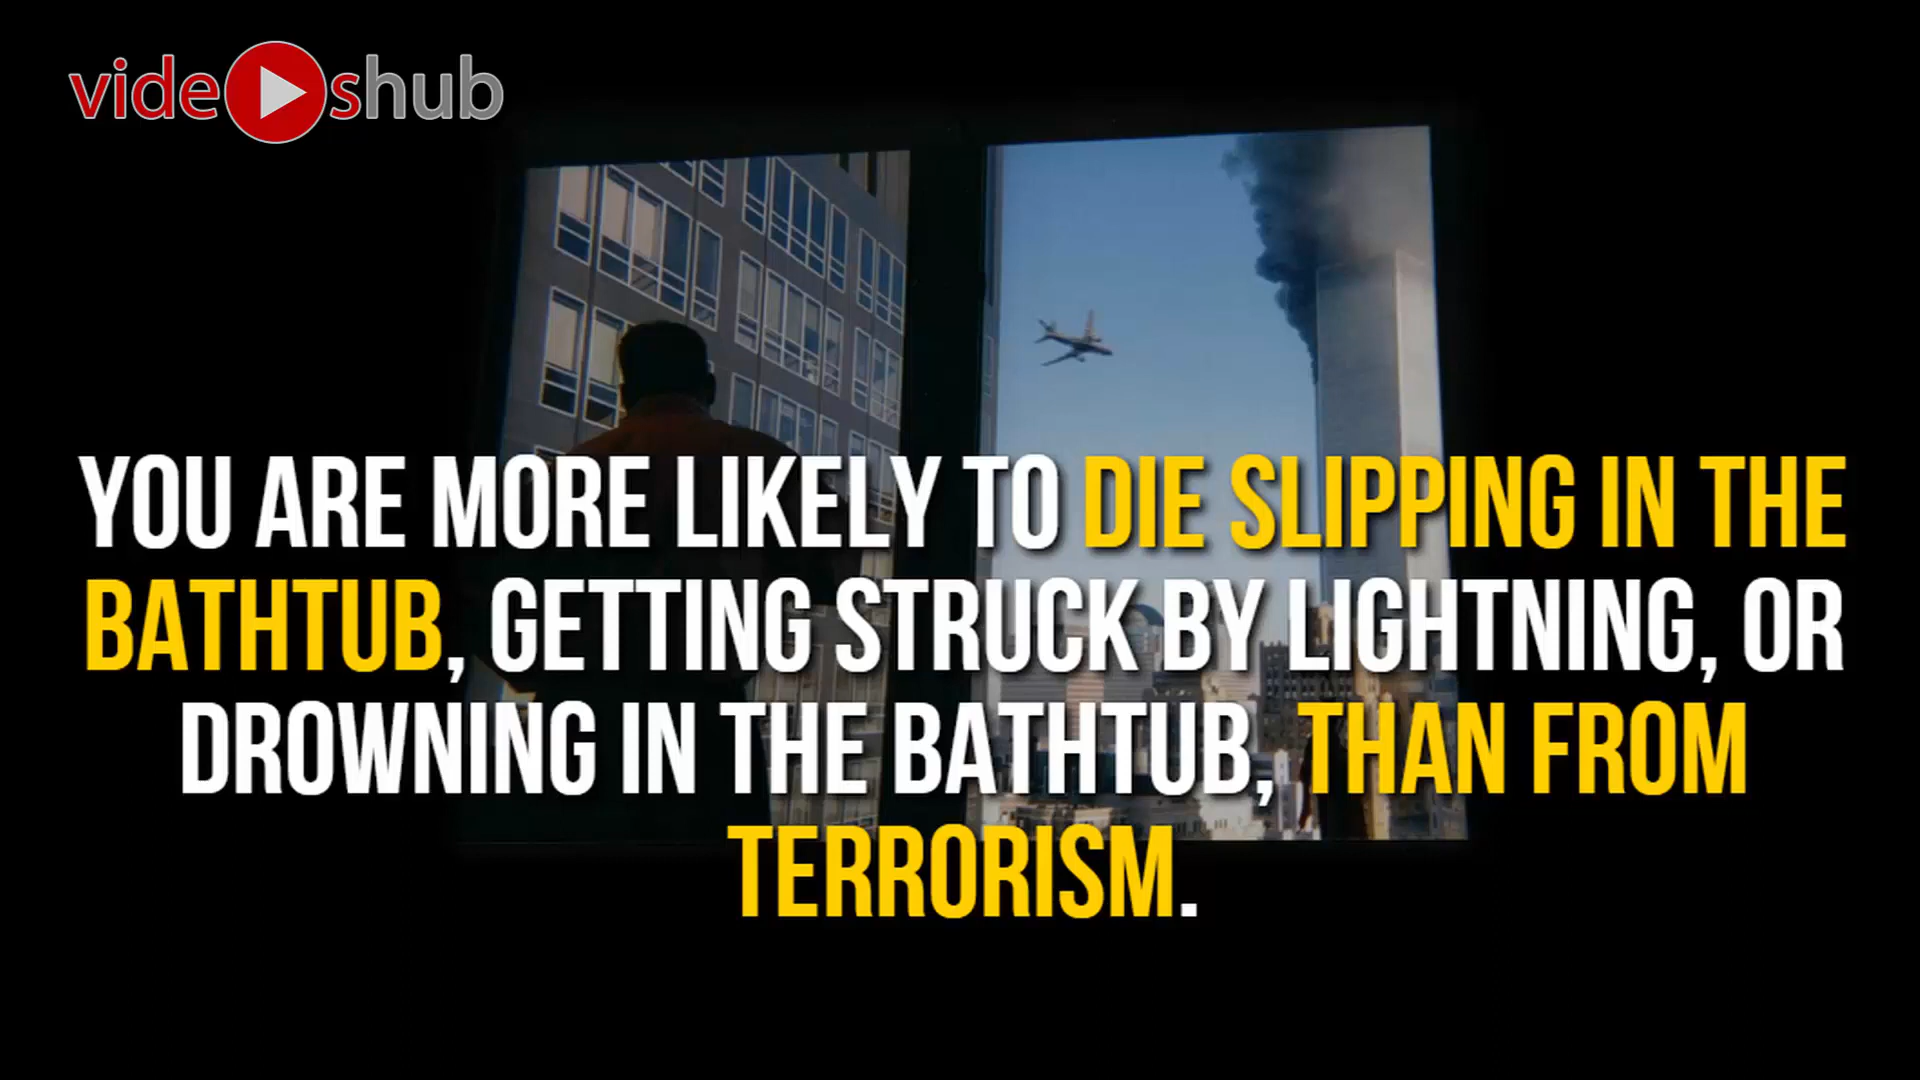 videoshub
YOU ARE MORE LIKELY TO DIE SLIPPING IN THE
BATHTUB, GETTING STRUCK BY LIGHTNING, OR
DROWNING IN THE BATHTUB, THAN FROM
TERRORISM.